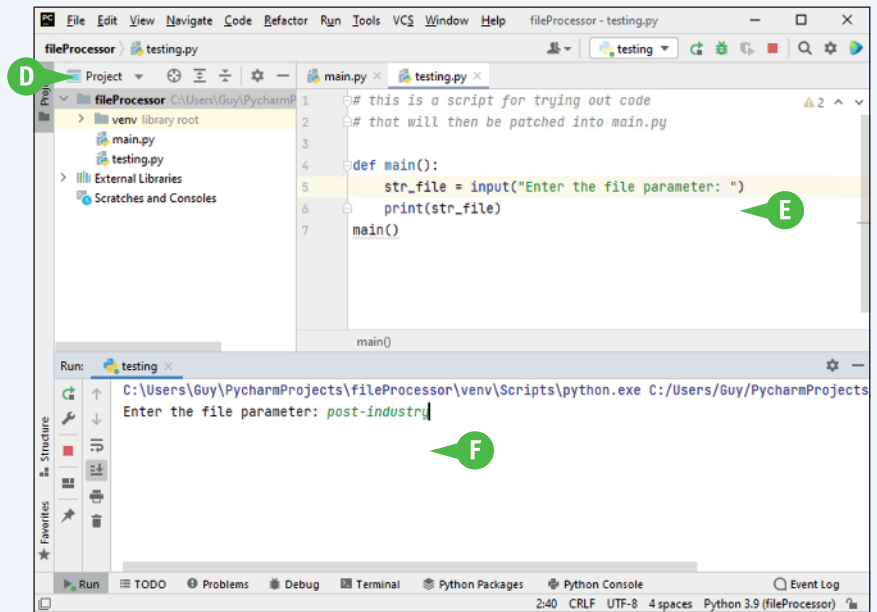 PC File Edit View Navigate Code Refactor Run Tools VCS Window Help fileProcessor - testing.py
fileProcessor testing.py testing
D
Project main.py testing.py
fileProcessor C:\Users\Guy\PycharmP
venv library root
main.py
testing.py
External Libraries
Scratches and Consoles
1 # this is a script for trying out code
2 # that will then be patched into main.py
3
4 def main():
5 str_file = input("Enter the file parameter: ")
6 print(str_file)
7 main()
2
E
main()
Run: testing
C:\Users\Guy\PycharmProjects\fileProcessor\venv\Scripts\python.exe C:/Users/Guy/PycharmProjects
Enter the file parameter: post-industry
F
Structure
Favorites
Run TODO Problems Debug Terminal Python Packages Python Console Event Log
2:40 CRLF UTF-8 4 spaces Python 3.9 (fileProcessor)